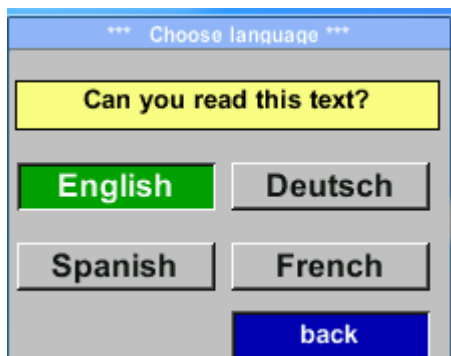 *** Choose language ***
Can you read this text?
English Deutsch
Spanish French
back